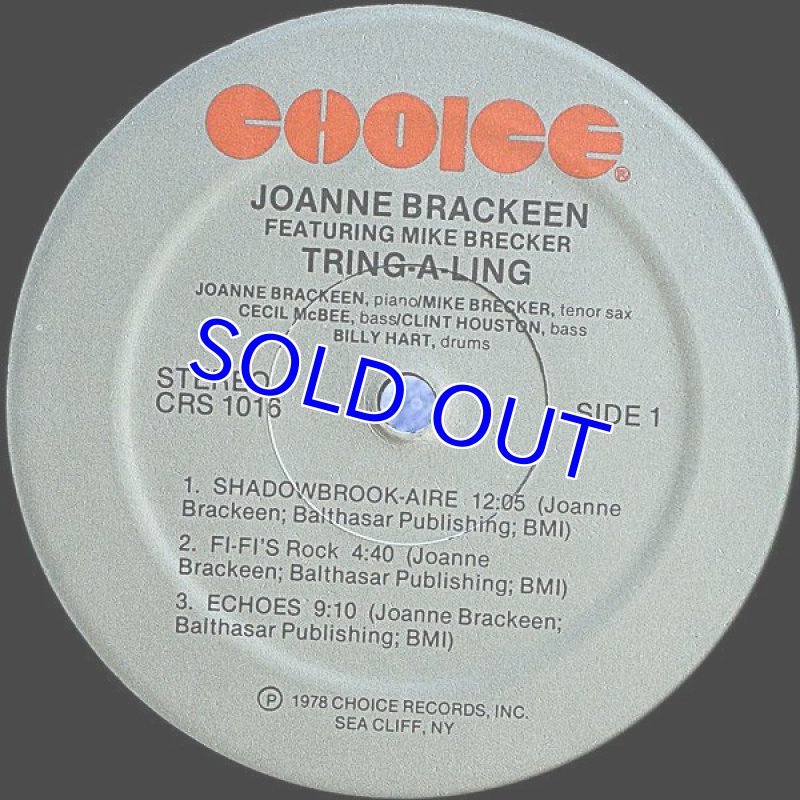 CHOICE®
JOANNE BRACKEEN
FEATURING MIKE BRECKER
TRING-A-LING
JOANNE BRACKEEN, piano/MIKE BRECKER, tenor sax
CECIL McBEE, bass/CLINT HOUSTON, bass
BILLY HART, drums
SOLD OUT
STEREO
CRS 1016
SIDE 1
1. SHADOWBROOK-AIRE 12:05 (Joanne
Brackeen; Balthasar Publishing; BMI)
2. FI-FI'S Rock 4:40 (Joanne
Brackeen; Balthasar Publishing; BMI)
3. ECHOES 9:10 (Joanne Brackeen;
Balthasar Publishing; BMI)
Ⓟ 1978 CHOICE RECORDS, INC.
SEA CLIFF, NY